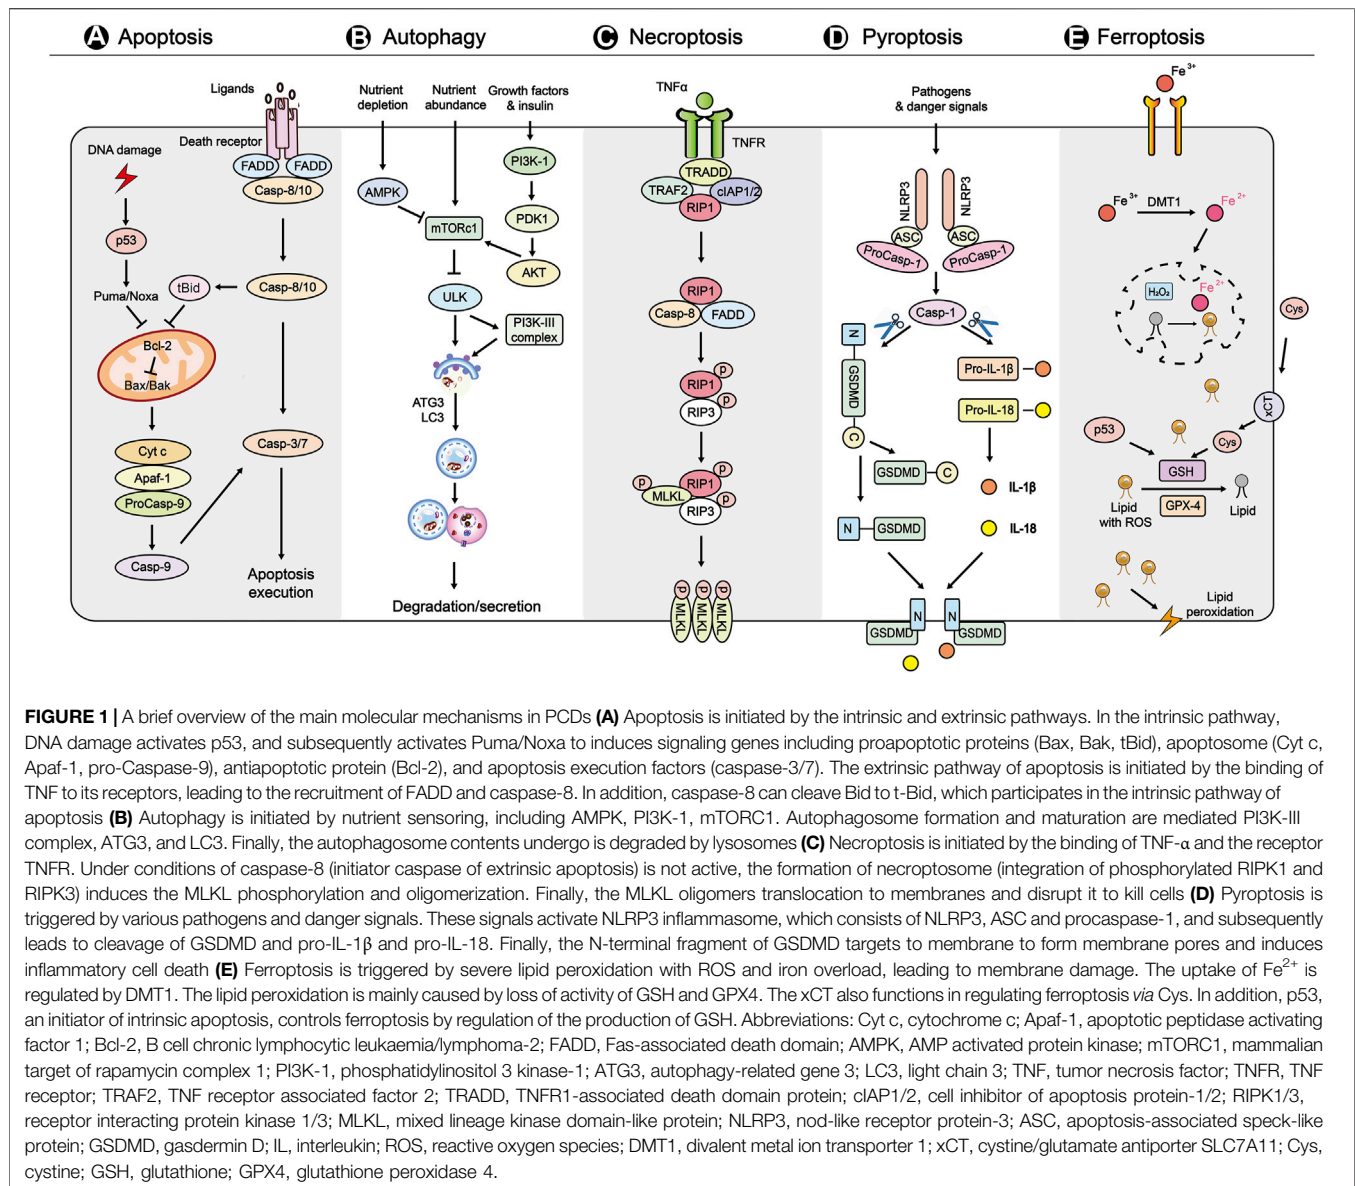 A Apoptosis
B Autophagy
C Necroptosis
D Pyroptosis
E Ferroptosis
Ligands
Death receptor
DNA damage
FADD
FADD
Casp-8/10
p53
Puma/Noxa
tBid
Casp-8/10
Bcl-2
Bax/Bak
Cyt c
Apaf-1
ProCasp-9
Casp-9
Casp-3/7
Apoptosis
execution
Nutrient
depletion
Nutrient
abundance
Growth factors
& insulin
PI3K-1
AMPK
PDK1
mTORc1
AKT
ULK
PI3K-III
complex
ATG3
LC3
Degradation/secretion
TNFα
TNFR
TRADD
TRAF2
cIAP1/2
RIP1
RIP1
Casp-8
FADD
P
RIP1
P
RIP3
P
P
RIP1
MLKL
P
RIP3
P
P
P
MLKL
MLKL
MLKL
Pathogens
& danger signals
NLRP3
NLRP3
ASC
ASC
ProCasp-1
ProCasp-1
Casp-1
N
GSDMD
C
Pro-IL-1β
Pro-IL-18
GSDMD
C
IL-1β
N
GSDMD
IL-18
N
N
GSDMD
GSDMD
Fe3+
Fe3+
DMT1
Fe2+
H2O2
Fe2+
Cys
xCT
p53
Cys
GSH
GPX-4
Lipid
with ROS
Lipid
Lipid
peroxidation
FIGURE 1 | A brief overview of the main molecular mechanisms in PCDs (A) Apoptosis is initiated by the intrinsic and extrinsic pathways. In the intrinsic pathway,
DNA damage activates p53, and subsequently activates Puma/Noxa to induces signaling genes including proapoptotic proteins (Bax, Bak, tBid), apoptosome (Cyt c,
Apaf-1, pro-Caspase-9), antiapoptotic protein (Bcl-2), and apoptosis execution factors (caspase-3/7). The extrinsic pathway of apoptosis is initiated by the binding of
TNF to its receptors, leading to the recruitment of FADD and caspase-8. In addition, caspase-8 can cleave Bid to t-Bid, which participates in the intrinsic pathway of
apoptosis (B) Autophagy is initiated by nutrient sensoring, including AMPK, PI3K-1, mTORC1. Autophagosome formation and maturation are mediated PI3K-III
complex, ATG3, and LC3. Finally, the autophagosome contents undergo is degraded by lysosomes (C) Necroptosis is initiated by the binding of TNF-α and the receptor
TNFR. Under conditions of caspase-8 (initiator caspase of extrinsic apoptosis) is not active, the formation of necroptosome (integration of phosphorylated RIPK1 and
RIPK3) induces the MLKL phosphorylation and oligomerization. Finally, the MLKL oligomers translocation to membranes and disrupt it to kill cells (D) Pyroptosis is
triggered by various pathogens and danger signals. These signals activate NLRP3 inflammasome, which consists of NLRP3, ASC and procaspase-1, and subsequently
leads to cleavage of GSDMD and pro-IL-1β and pro-IL-18. Finally, the N-terminal fragment of GSDMD targets to membrane to form membrane pores and induces
inflammatory cell death (E) Ferroptosis is triggered by severe lipid peroxidation with ROS and iron overload, leading to membrane damage. The uptake of Fe2+ is
regulated by DMT1. The lipid peroxidation is mainly caused by loss of activity of GSH and GPX4. The xCT also functions in regulating ferroptosis via Cys. In addition, p53,
an initiator of intrinsic apoptosis, controls ferroptosis by regulation of the production of GSH. Abbreviations: Cyt c, cytochrome c; Apaf-1, apoptotic peptidase activating
factor 1; Bcl-2, B cell chronic lymphocytic leukaemia/lymphoma-2; FADD, Fas-associated death domain; AMPK, AMP activated protein kinase; mTORC1, mammalian
target of rapamycin complex 1; PI3K-1, phosphatidylinositol 3 kinase-1; ATG3, autophagy-related gene 3; LC3, light chain 3; TNF, tumor necrosis factor; TNFR, TNF
receptor; TRAF2, TNF receptor associated factor 2; TRADD, TNFR1-associated death domain protein; cIAP1/2, cell inhibitor of apoptosis protein-1/2; RIPK1/3,
receptor interacting protein kinase 1/3; MLKL, mixed lineage kinase domain-like protein; NLRP3, nod-like receptor protein-3; ASC, apoptosis-associated speck-like
protein; GSDMD, gasdermin D; IL, interleukin; ROS, reactive oxygen species; DMT1, divalent metal ion transporter 1; xCT, cystine/glutamate antiporter SLC7A11; Cys,
cystine; GSH, glutathione; GPX4, glutathione peroxidase 4.